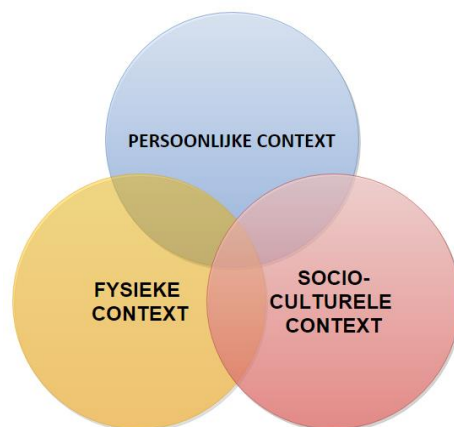 PERSOONLIJKE CONTEXT
FYSIEKE
CONTEXT
SOCIO-
CULTURELE
CONTEXT